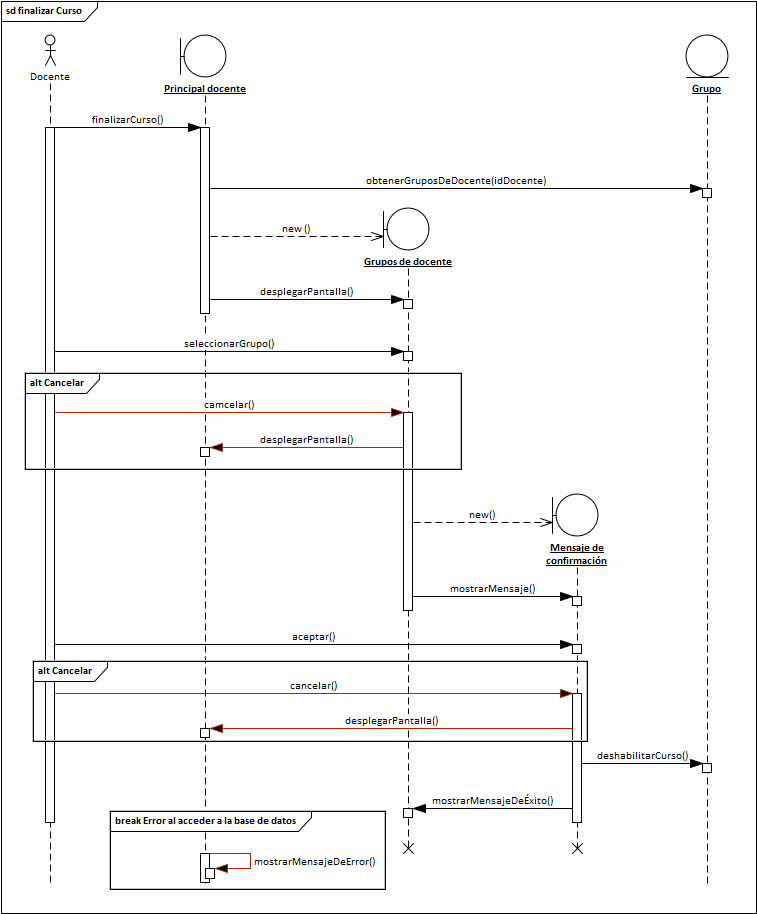 sd finalizar Curso
Docente
Principal docente
Grupo
finalizarCurso()
obtenerGruposDeDocente(idDocente)
new ()
Grupos de docente
desplegarPantalla()
seleccionarGrupo()
alt Cancelar
camcelar()
desplegarPantalla()
new()
Mensaje de
confirmación
mostrarMensaje()
aceptar()
alt Cancelar
cancelar()
desplegarPantalla()
deshabilitarCurso()
mostrarMensajeDeÉxito()
break Error al acceder a la base de datos
mostrarMensajeDeError()